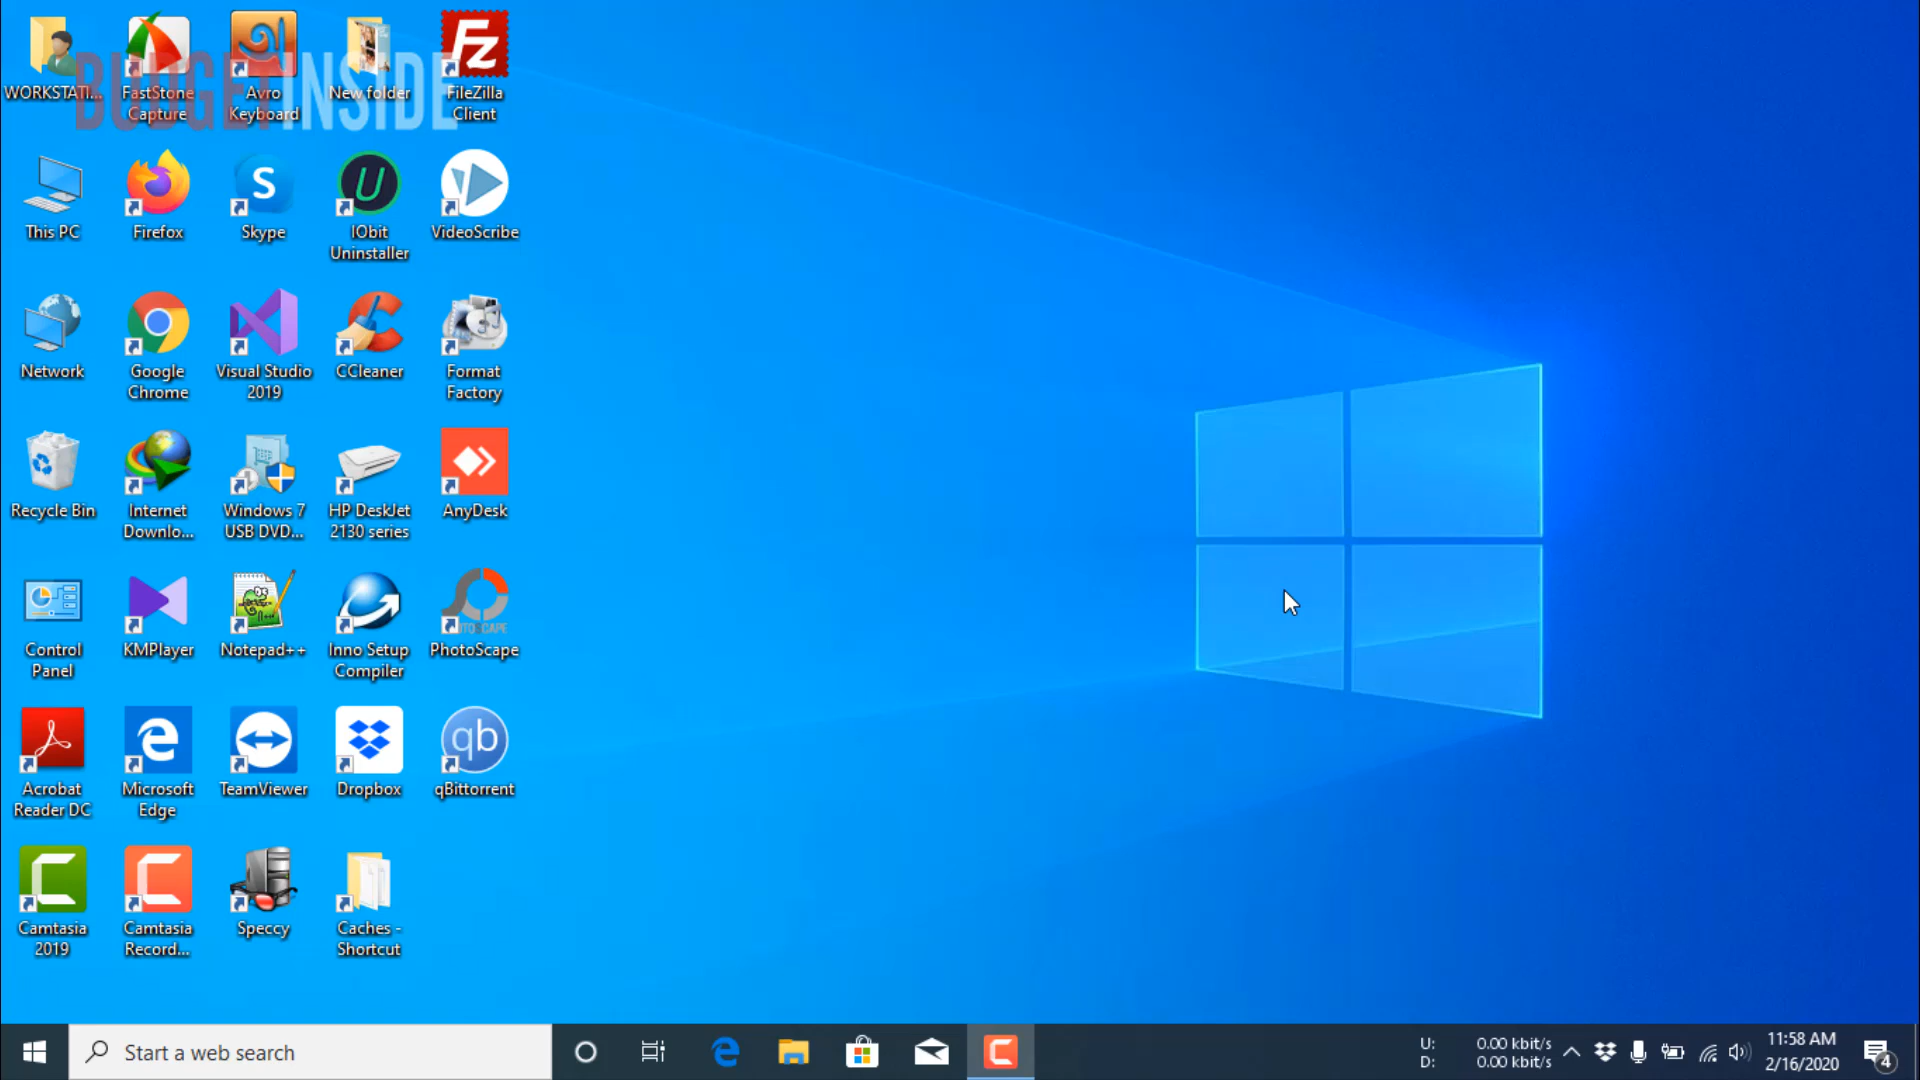 BUDGETINSIDE
WORKSTATI...
FastStone
Capture
Avro
Keyboard
New folder
FileZilla
Client
This PC
Firefox
Skype
IObit
Uninstaller
VideoScribe
Network
Google
Chrome
Visual Studio
2019
CCleaner
Format
Factory
Recycle Bin
Internet
Downlo...
Windows 7
USB DVD...
HP DeskJet
2130 series
AnyDesk
Control
Panel
KMPlayer
Notepad++
Inno Setup
Compiler
PhotoScape
Acrobat
Reader DC
Microsoft
Edge
TeamViewer
Dropbox
qb
qBittorrent
Camtasia
2019
Camtasia
Record...
Speccy
Caches -
Shortcut
Start a web search
U: 0.00 kbit/s
D: 0.00 kbit/s
11:58 AM
2/16/2020
4